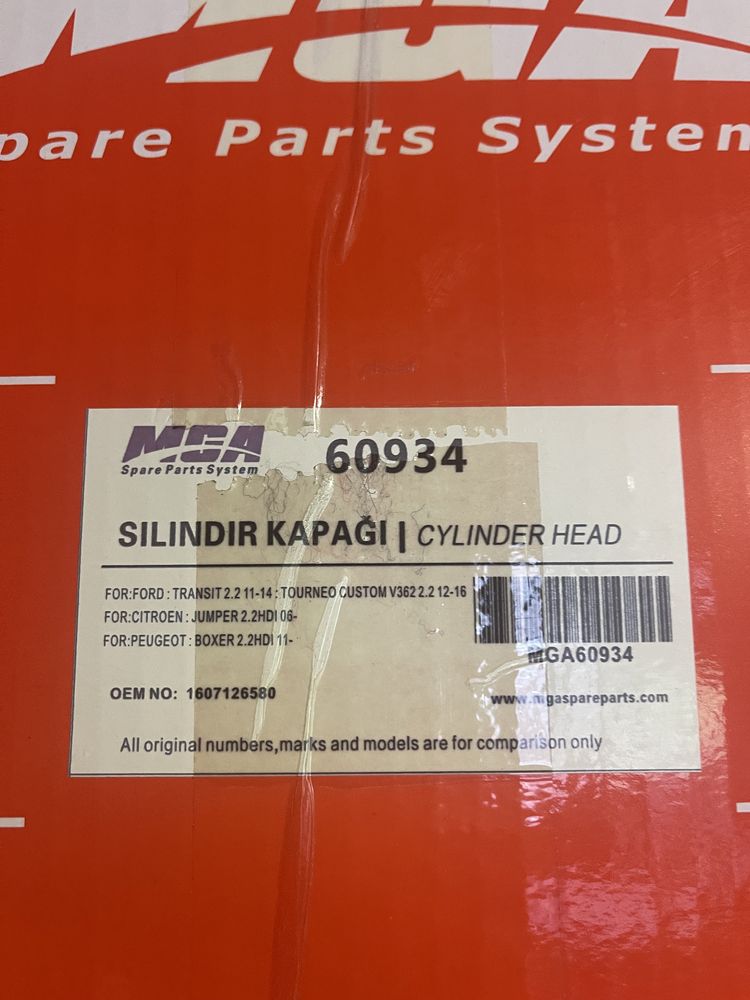 MGA
pare Parts System
MGA
Spare Parts System
60934
SILINDIR KAPAĞI | CYLINDER HEAD
FOR:FORD : TRANSIT 2.2 11-14 : TOURNEO CUSTOM V362 2.2 12-16
FOR:CITROEN : JUMPER 2.2HDI 06-
FOR:PEUGEOT : BOXER 2.2HDI 11-
MGA60934
OEM NO: 1607126580
www.mgaspareparts.com
All original numbers,marks and models are for comparison only